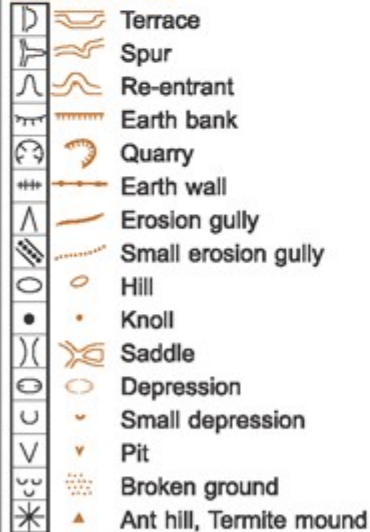 Terrace
Spur
Re-entrant
Earth bank
Quarry
Earth wall
Erosion gully
Small erosion gully
Hill
Knoll
Saddle
Depression
Small depression
Pit
Broken ground
Ant hill, Termite mound